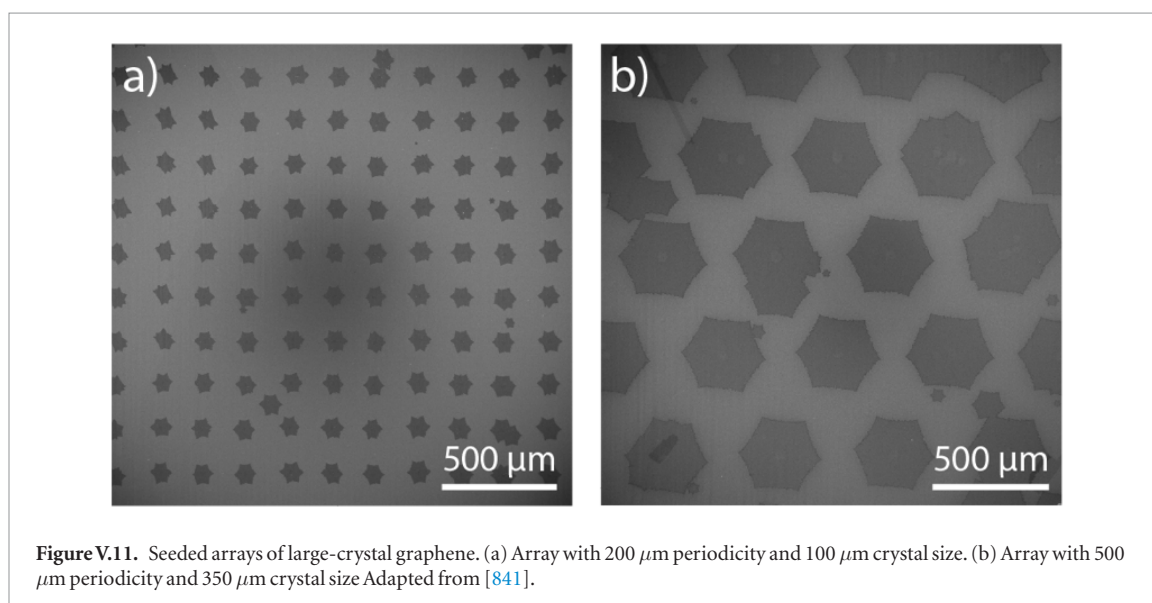 a)
b)
500 μm
500 μm
Figure V.11. Seeded arrays of large-crystal graphene. (a) Array with 200 μm periodicity and 100 μm crystal size. (b) Array with 500
μm periodicity and 350 μm crystal size Adapted from [841].